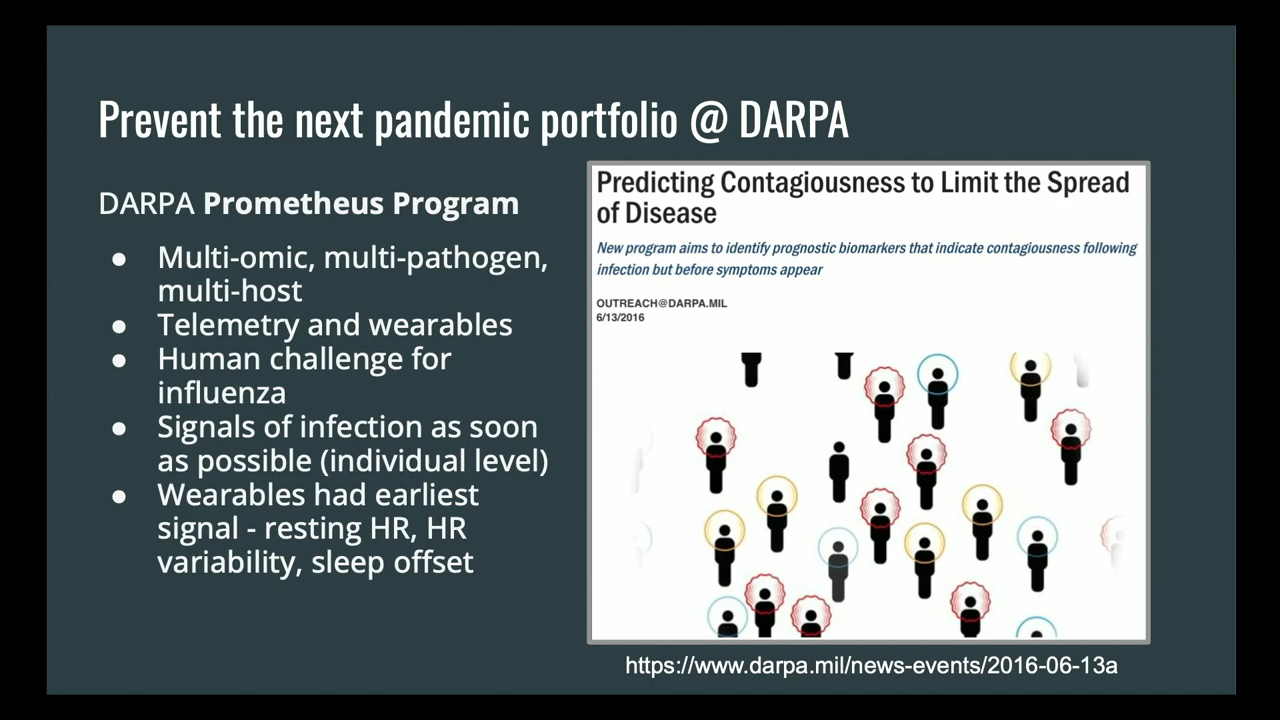 Prevent the next pandemic portfolio @ DARPA
DARPA Prometheus Program
● Multi-omic, multi-pathogen,
multi-host
● Telemetry and wearables
● Human challenge for
influenza
● Signals of infection as soon
as possible (individual level)
● Wearables had earliest
signal - resting HR, HR
variability, sleep offset
Predicting Contagiousness to Limit the Spread
of Disease
New program aims to identify prognostic biomarkers that indicate contagiousness following
infection but before symptoms appear
OUTREACH@DARPA.MIL
6/13/2016
https://www.darpa.mil/news-events/2016-06-13a